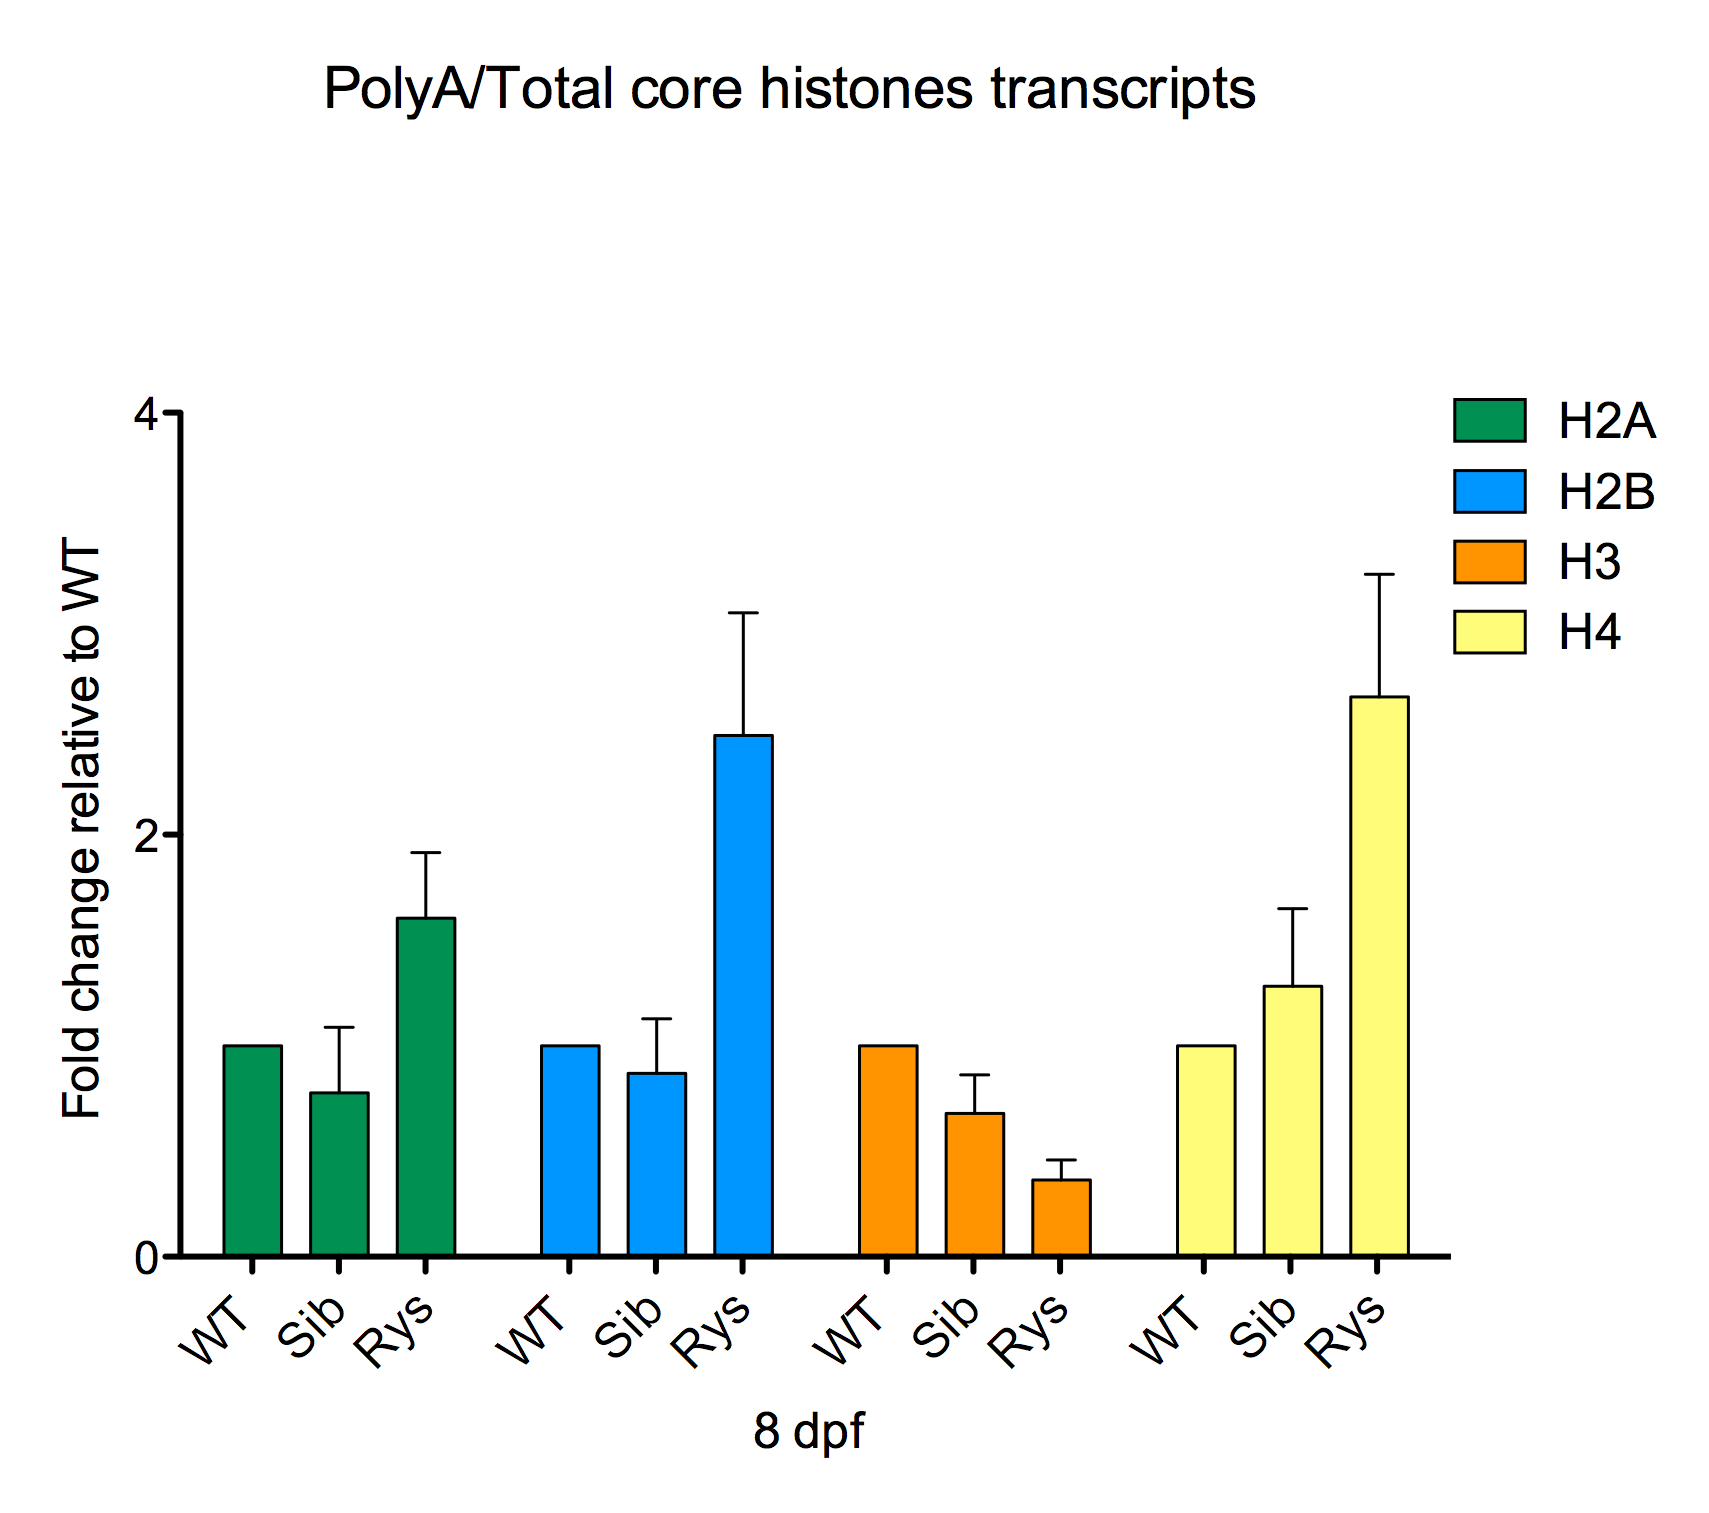 PolyA/Total core histones transcripts
Fold change relative to WT
4
2
0
H2A
H2B
H3
H4
WT Sib Rys WT Sib Rys WT Sib Rys WT Sib Rys
8 dpf